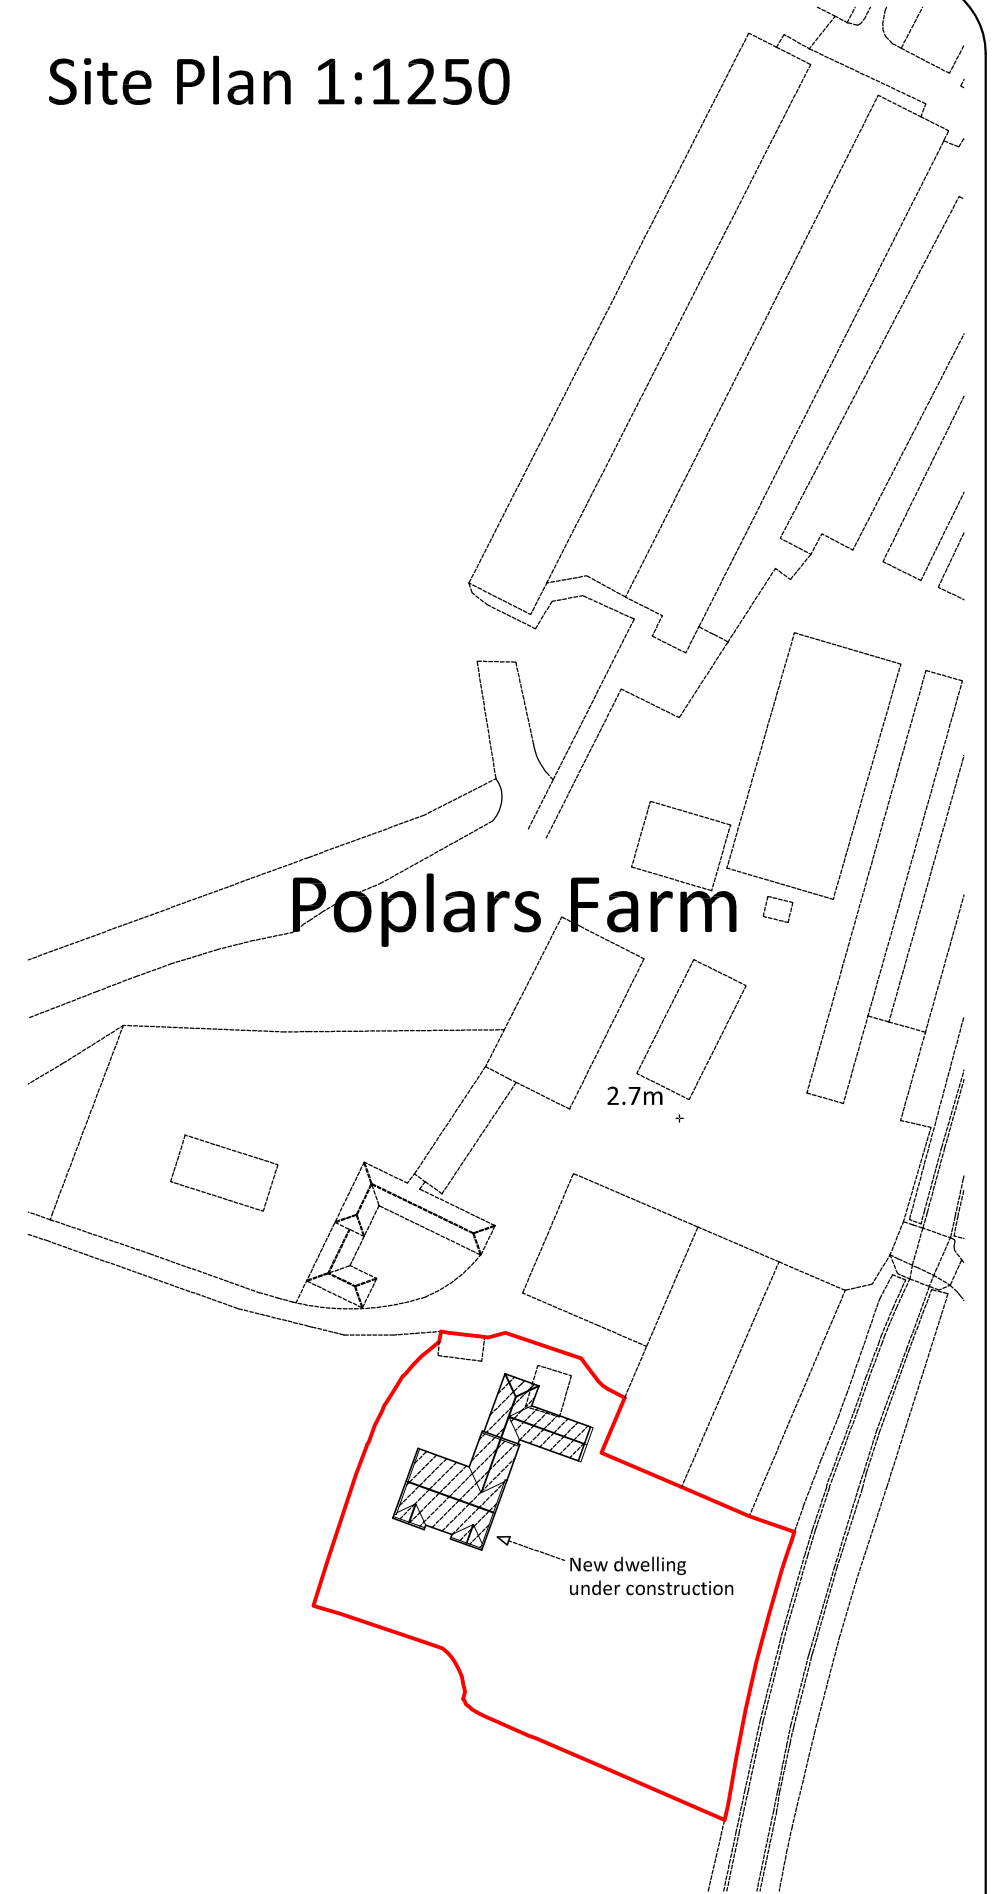 Site Plan 1:1250
Poplars Farm
2.7m
New dwelling
under construction